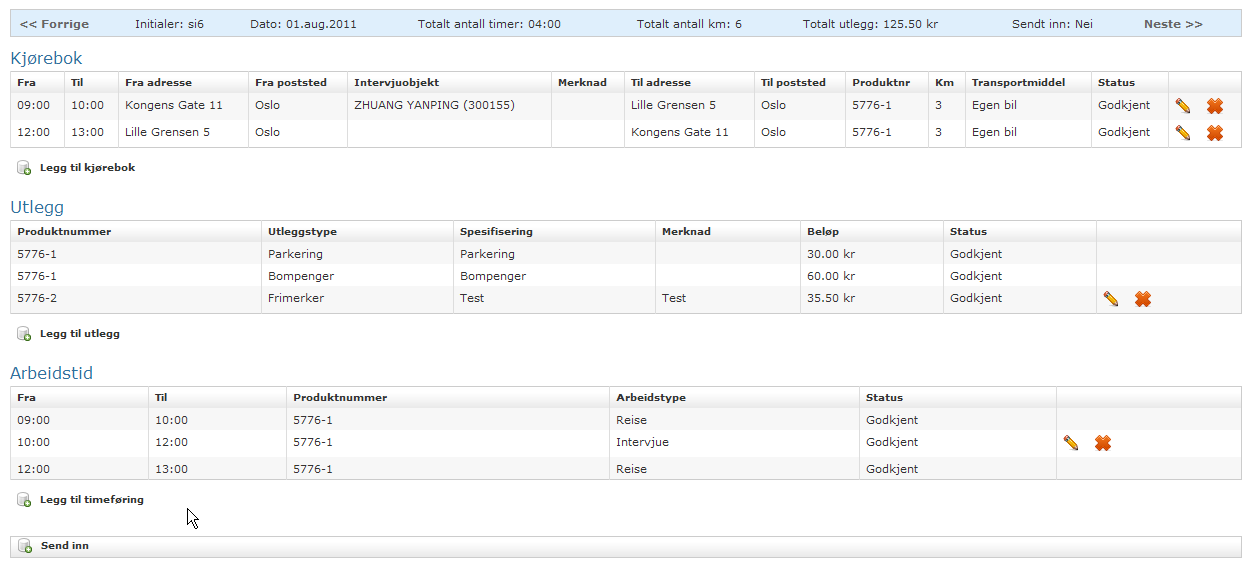 << Forrige Initialer: si6 Dato: 01.aug.2011 Totalt antall timer: 04:00 Totalt antall km: 6 Totalt utlegg: 125.50 kr Sendt inn: Nei Neste >>
Kjørebok
Fra Til Fra adresse Fra poststed Intervjuobjekt Merknad Til adresse Til poststed Produktnr Km Transportmiddel Status
09:00 10:00 Kongens Gate 11 Oslo ZHUANG YANPING (300155) Lille Grensen 5 Oslo 5776-1 3 Egen bil Godkjent
12:00 13:00 Lille Grensen 5 Oslo Kongens Gate 11 Oslo 5776-1 3 Egen bil Godkjent
Legg til kjørebok
Utlegg
Produktnummer Utleggstype Spesifisering Merknad Beløp Status
5776-1 Parkering Parkering 30.00 kr Godkjent
5776-1 Bompenger Bompenger 60.00 kr Godkjent
5776-2 Frimerker Test Test 35.50 kr Godkjent
Legg til utlegg
Arbeidstid
Fra Til Produktnummer Arbeidstype Status
09:00 10:00 5776-1 Reise Godkjent
10:00 12:00 5776-1 Intervjue Godkjent
12:00 13:00 5776-1 Reise Godkjent
Legg til timeføring
Send inn